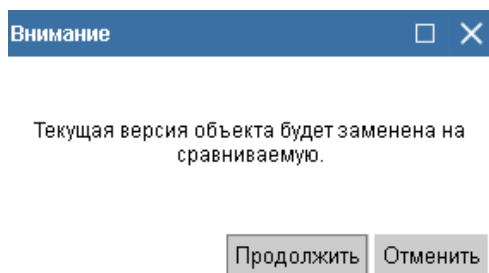 Внимание
Текущая версия объекта будет заменена на
сравниваемую.
Продолжить Отменить